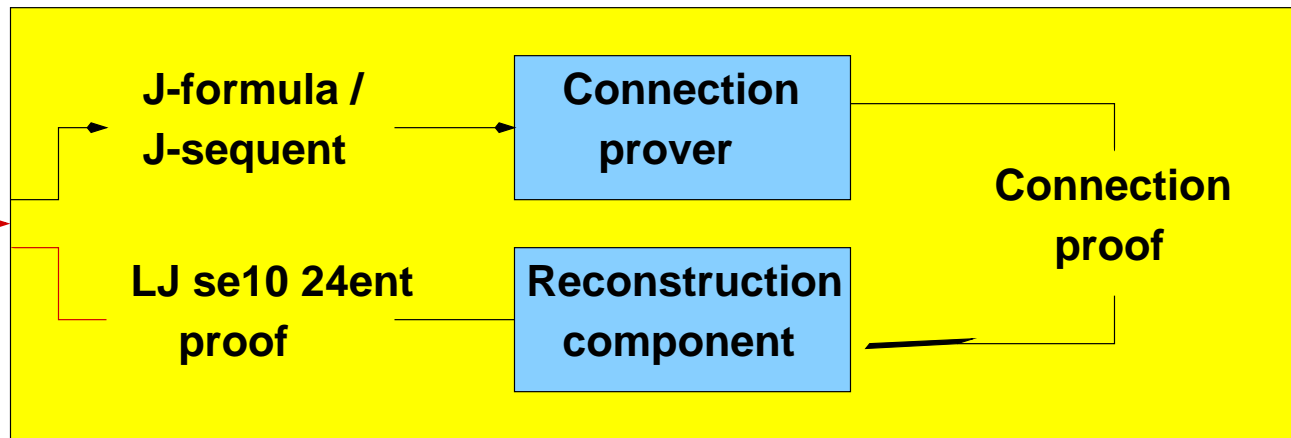 J-formula /
J-sequent
Connection
prover
Connection
proof
LJ se10 24ent
proof
Reconstruction
component